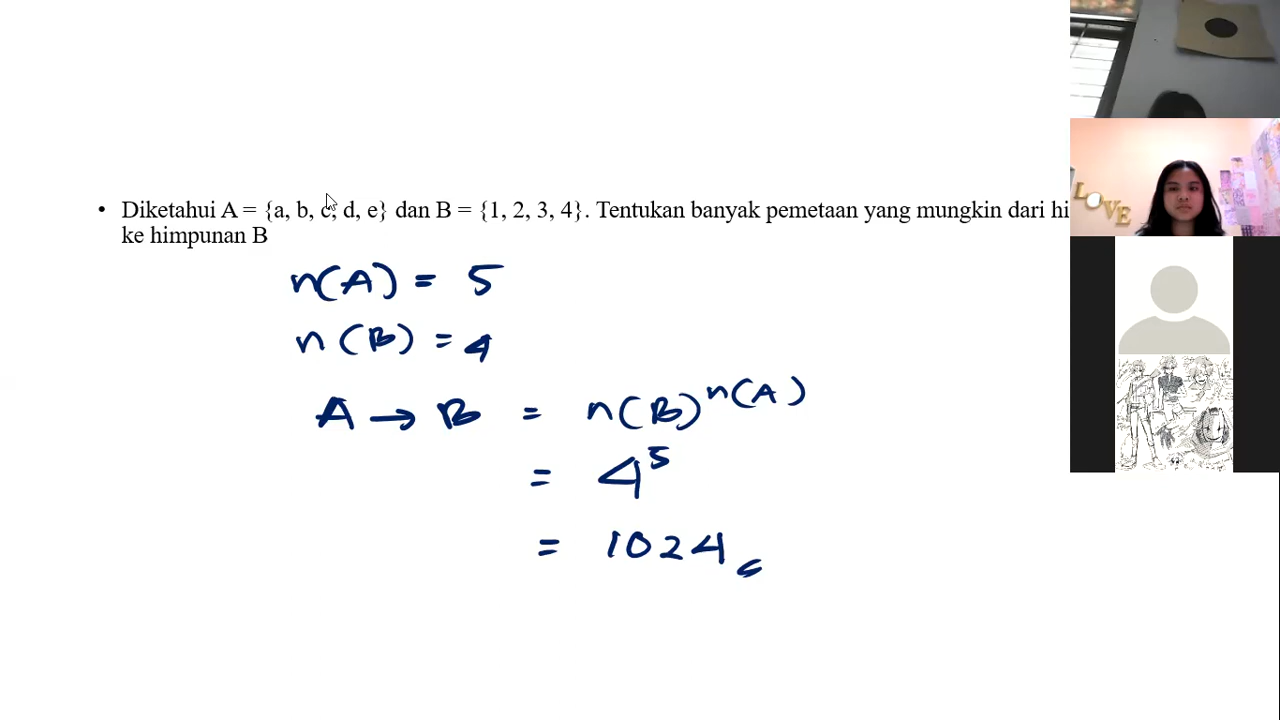 • Diketahui A = {a, b, c, d, e} dan B = {1, 2, 3, 4}. Tentukan banyak pemetaan yang mungkin dari
ke himpunan B
n(A) = 5
n(B) = 4
A → B = n(B)^n(A)
= 4^5
= 1024
LOVE